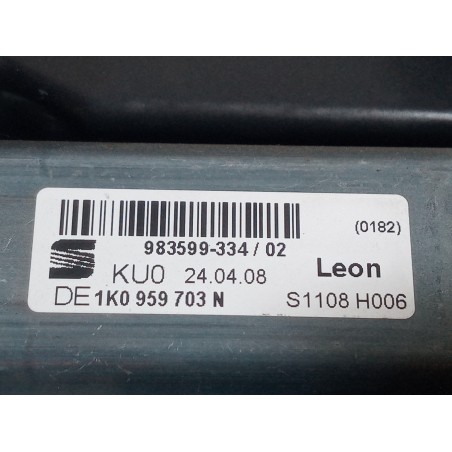 (0182)
983599-334 / 02
KU0 24.04.08 Leon
DE 1K0 959 703 N S1108 H006